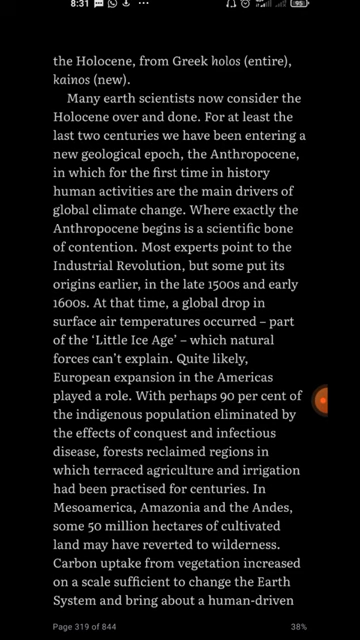 8:31
95
the Holocene, from Greek holos (entire),
kainos (new).
Many earth scientists now consider the
Holocene over and done. For at least the
last two centuries we have been entering a
new geological epoch, the Anthropocene,
in which for the first time in history
human activities are the main drivers of
global climate change. Where exactly the
Anthropocene begins is a scientific bone
of contention. Most experts point to the
Industrial Revolution, but some put its
origins earlier, in the late 1500s and early
1600s. At that time, a global drop in
surface air temperatures occurred – part
of the ‘Little Ice Age’ – which natural
forces can’t explain. Quite likely,
European expansion in the Americas
played a role. With perhaps 90 per cent of
the indigenous population eliminated by
the effects of conquest and infectious
disease, forests reclaimed regions in
which terraced agriculture and irrigation
had been practised for centuries. In
Mesoamerica, Amazonia and the Andes,
some 50 million hectares of cultivated
land may have reverted to wilderness.
Carbon uptake from vegetation increased
on a scale sufficient to change the Earth
System and bring about a human-driven
Page 319 of 844
38%